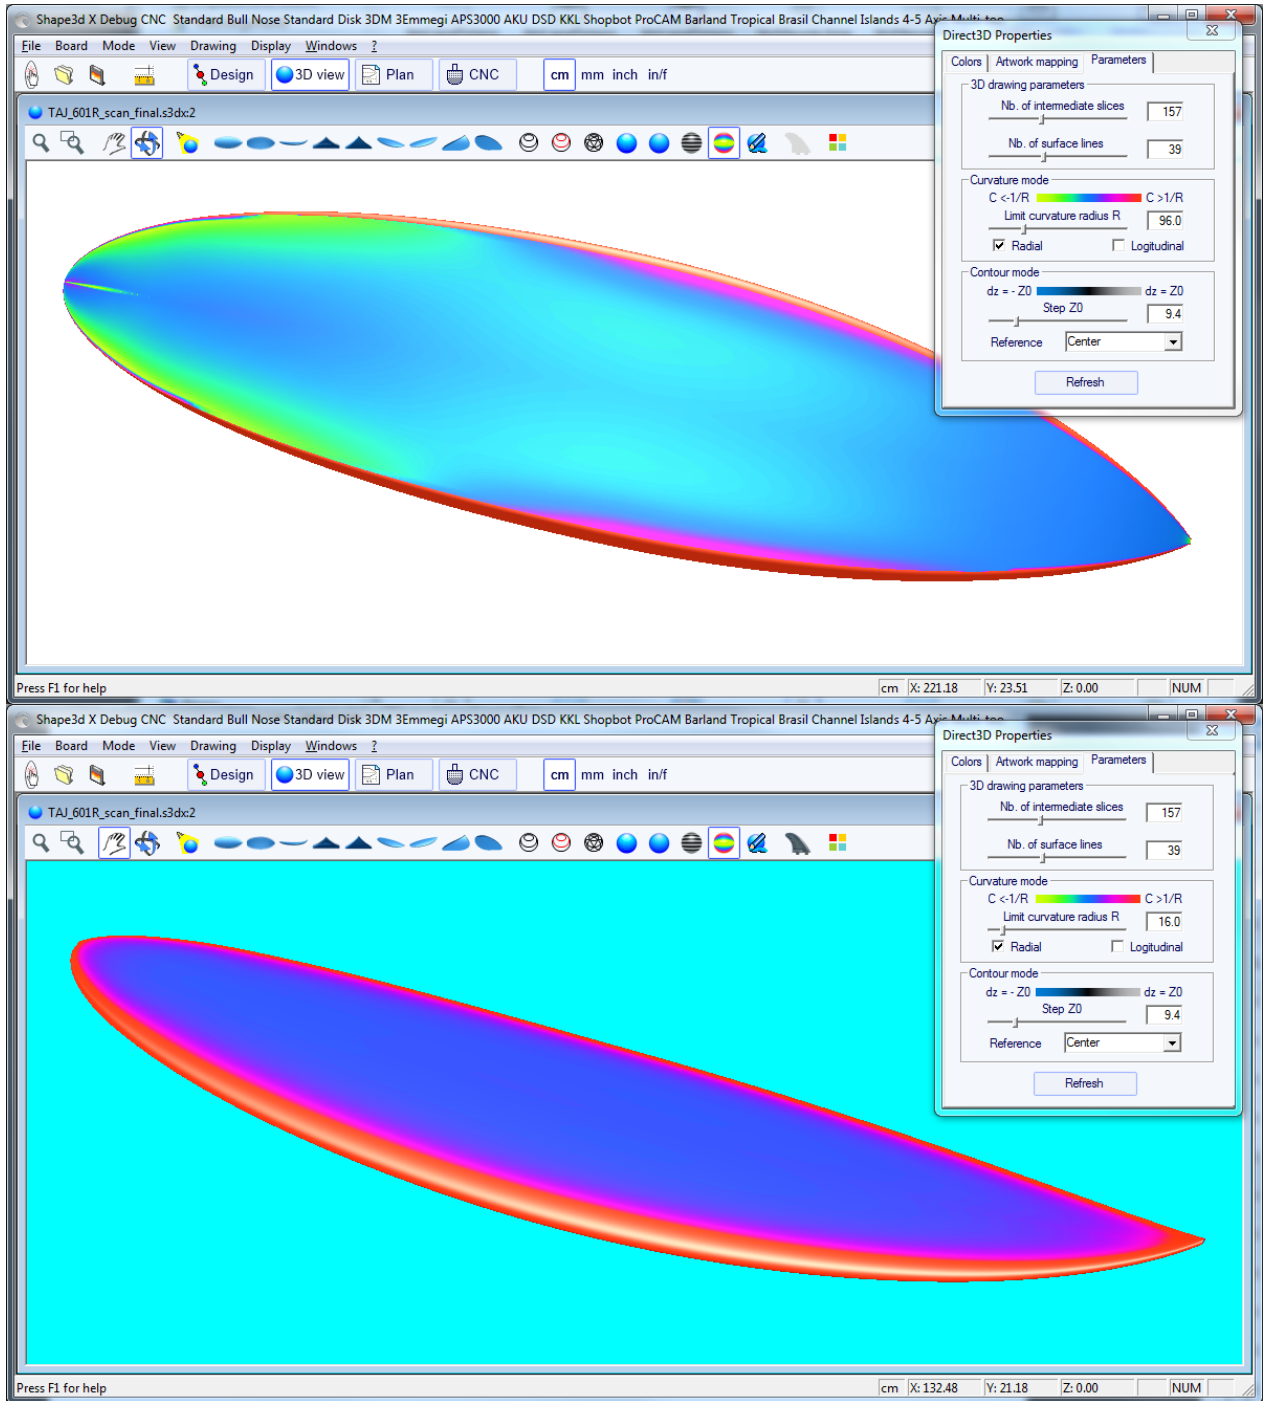 Shape3d X Debug CNC Standard Bull Nose Standard Disk 3DM 3Emmegi APS3000 AKU DSD KKL Shopbot ProCAM Barland Tropical Brasil Channel Islands 4-5 Axis Multi-too
File Board Mode View Drawing Display Windows ?
Design 3D view Plan CNC cm mm inch in/f
TAJ_601R_scan_final.s3dx:2
Direct3D Properties
Colors Artwork mapping Parameters
3D drawing parameters
Nb. of intermediate slices 157
Nb. of surface lines 39
Curvature mode
C <-1/R C >1/R
Limit curvature radius R 96.0
Radial Logitudinal
Contour mode
dz = - Z0 dz = Z0
Step Z0 9.4
Reference Center
Refresh
Press F1 for help cm X: 221.18 Y: 23.51 Z: 0.00 NUM
Shape3d X Debug CNC Standard Bull Nose Standard Disk 3DM 3Emmegi APS3000 AKU DSD KKL Shopbot ProCAM Barland Tropical Brasil Channel Islands 4-5 Axis Multi-too
File Board Mode View Drawing Display Windows ?
Design 3D view Plan CNC cm mm inch in/f
TAJ_601R_scan_final.s3dx:2
Direct3D Properties
Colors Artwork mapping Parameters
3D drawing parameters
Nb. of intermediate slices 157
Nb. of surface lines 39
Curvature mode
C <-1/R C >1/R
Limit curvature radius R 16.0
Radial Logitudinal
Contour mode
dz = - Z0 dz = Z0
Step Z0 9.4
Reference Center
Refresh
Press F1 for help cm X: 132.48 Y: 21.18 Z: 0.00 NUM